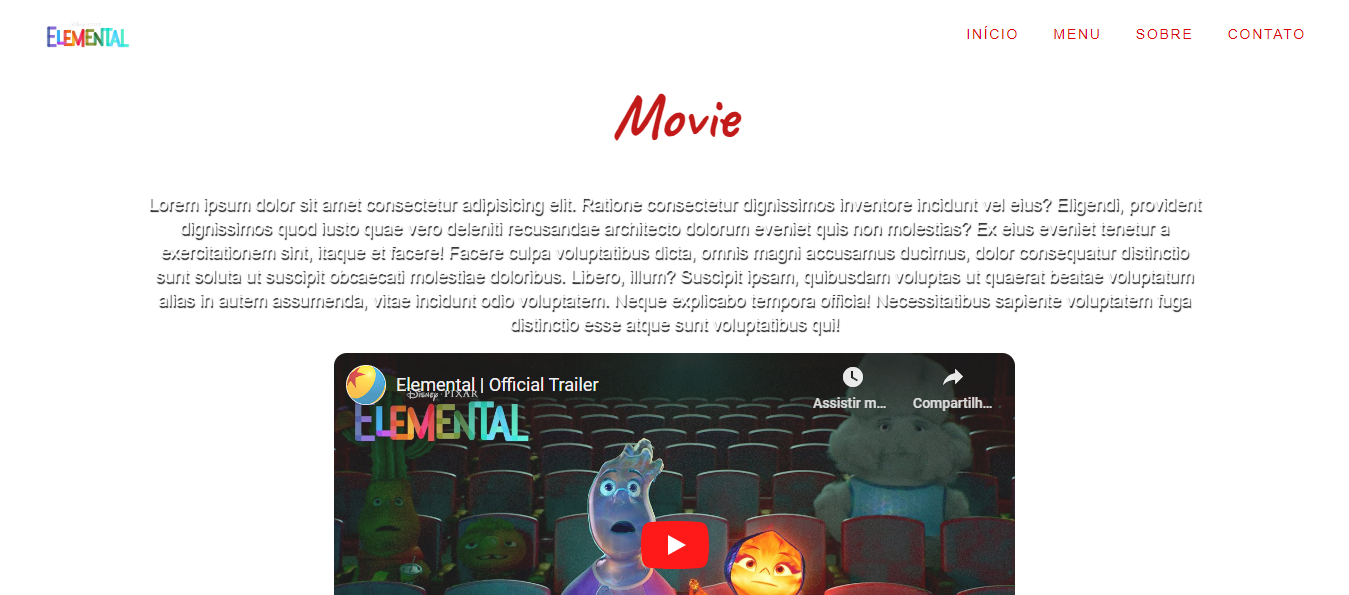 ELEMENTAL
INÍCIO MENU SOBRE CONTATO
Movie
Lorem ipsum dolor sit amet consectetur adipisicing elit. Ratione consectetur dignissimos inventore incidunt vel eius? Eligendi, provident
dignissimos quod iusto quae vero deleniti recusandae architecto dolorum eveniet quis non molestias? Ex eius eveniet tenetur a
exercitationem sint, itaque et facere! Facere culpa voluptatibus dicta, omnis magni accusamus ducimus, dolor consequatur distinctio
sunt soluta ut suscipit obcaecati molestiae doloribus. Libero, illum? Suscipit ipsam, quibusdam voluptas ut quaerat beatae voluptatum
alias in autem assumenda, vitae incidunt odio voluptatem. Neque explicabo tempora officia! Necessitatibus sapiente voluptatem fuga
distinctio esse atque sunt voluptatibus qui!
Elemental | Official Trailer
Assistir m... Compartilh...
DISNEY · PIXAR
ELEMENTAL